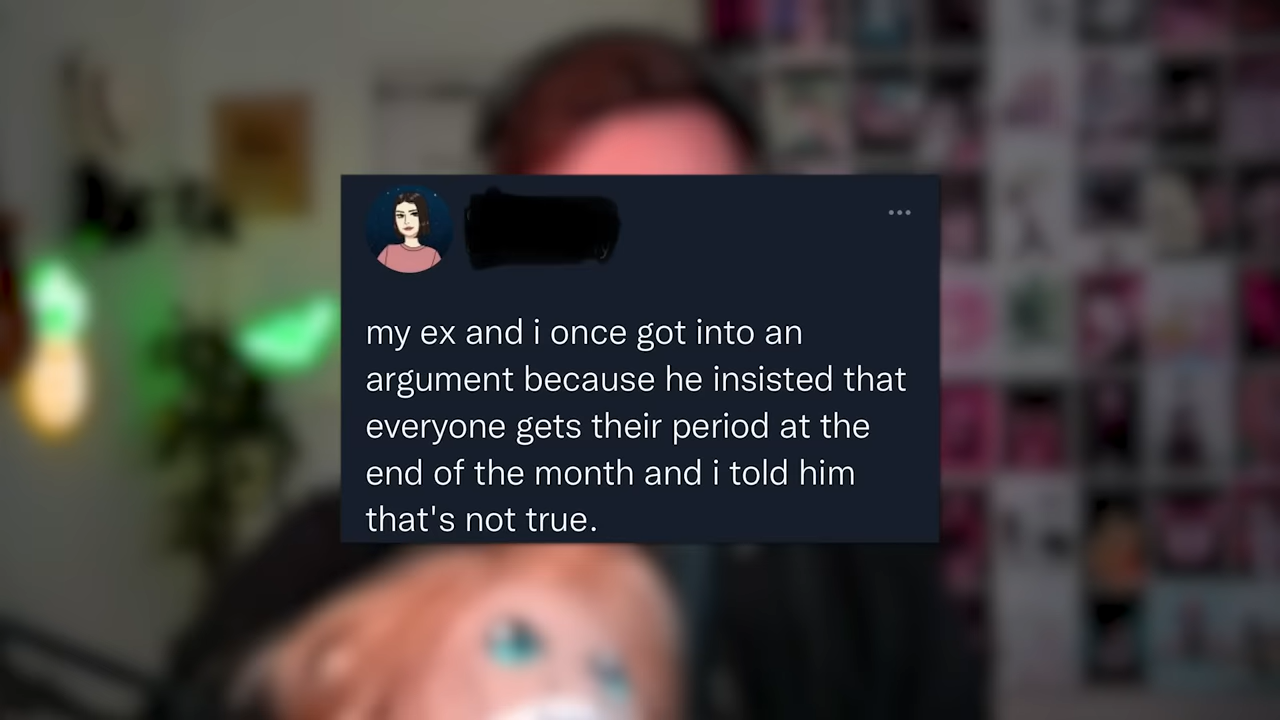 my ex and i once got into an
argument because he insisted that
everyone gets their period at the
end of the month and i told him
that's not true.